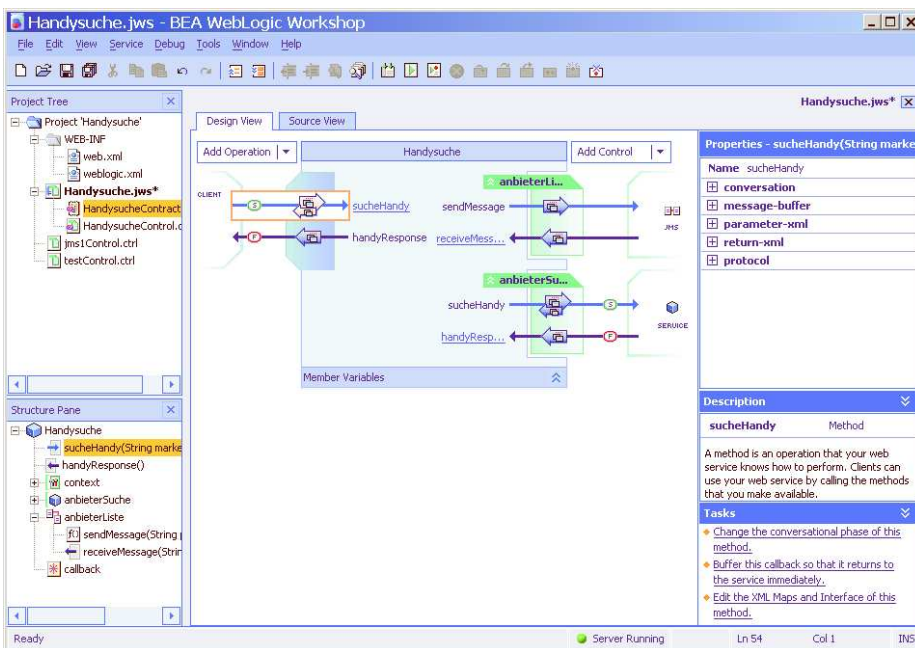 Handysuche.jws - BEA WebLogic Workshop
File Edit View Service Debug Tools Window Help
Project Tree
Project 'Handysuche'
WEB-INF
web.xml
weblogic.xml
Handysuche.jws*
HandysucheContract
HandysucheControl.c
jms1Control.ctrl
testControl.ctrl
Structure Pane
Handysuche
sucheHandy(String marke
handyResponse()
context
anbieterSuche
anbieterListe
sendMessage(String p
receiveMessage(Strin
callback
Handysuche.jws*
Design View Source View
Add Operation Handysuche Add Control
CLIENT
S sucheHandy
F handyResponse
anbieterLi...
sendMessage
receiveMess...
JMS
anbieterSu...
sucheHandy S
handyResp... F
SERVICE
Member Variables
Properties - sucheHandy(String marke
Name sucheHandy
conversation
message-buffer
parameter-xml
return-xml
protocol
Description
sucheHandy Method
A method is an operation that your web
service knows how to perform. Clients can
use your web service by calling the methods
that you make available.
Tasks
Change the conversational phase of this
method.
Buffer this callback so that it returns to
the service immediately.
Edit the XML Maps and Interface of this
method.
Ready Server Running Ln 54 Col 1 INS